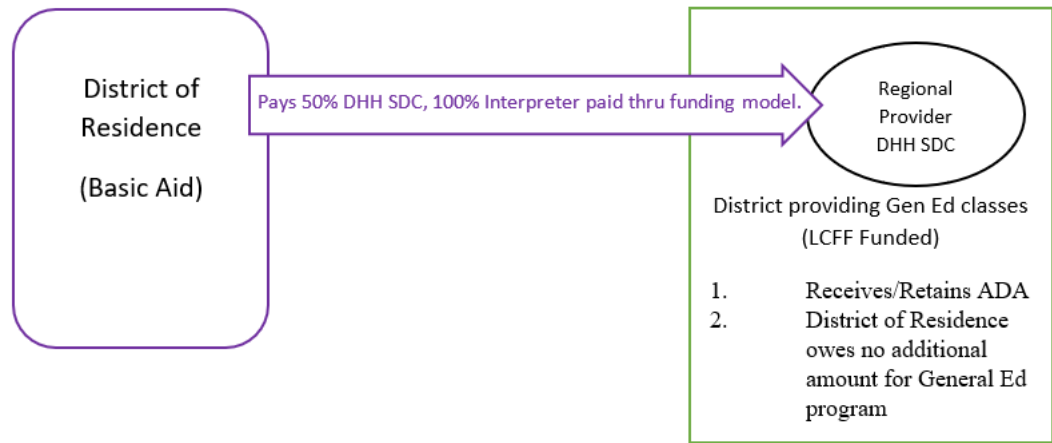 District of
Residence
(Basic Aid)
Pays 50% DHH SDC, 100% Interpreter paid thru funding model.
Regional
Provider
DHH SDC
District providing Gen Ed classes
(LCFF Funded)
1. Receives/Retains ADA
2. District of Residence
owes no additional
amount for General Ed
program